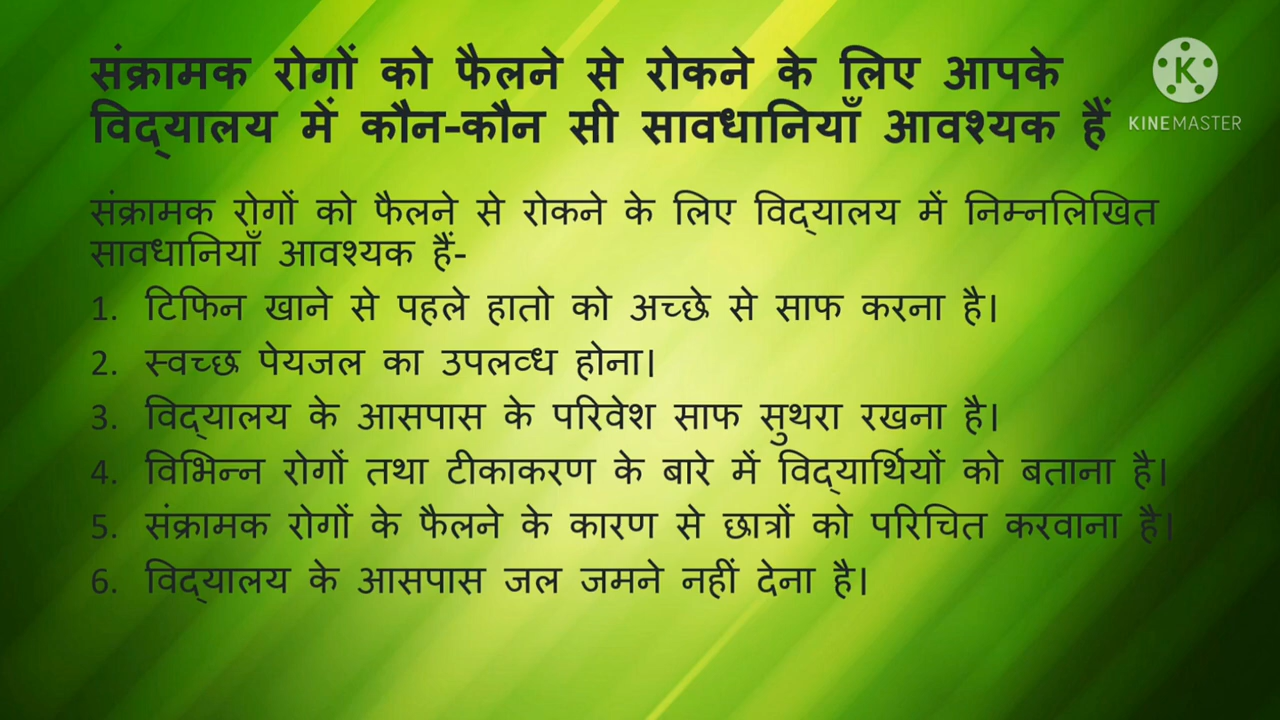 संक्रामक रोगों को फैलने से रोकने के लिए आपके
विद्यालय में कौन-कौन सी सावधानियाँ आवश्यक हैं
K
KINEMASTER
संक्रामक रोगों को फैलने से रोकने के लिए विद्यालय में निम्नलिखित
सावधानियाँ आवश्यक हैं-
1. टिफिन खाने से पहले हातो को अच्छे से साफ करना है।
2. स्वच्छ पेयजल का उपलव्ध होना।
3. विद्यालय के आसपास के परिवेश साफ सुथरा रखना है।
4. विभिन्न रोगों तथा टीकाकरण के बारे में विद्यार्थियों को बताना है।
5. संक्रामक रोगों के फैलने के कारण से छात्रों को परिचित करवाना है।
6. विद्यालय के आसपास जल जमने नहीं देना है।